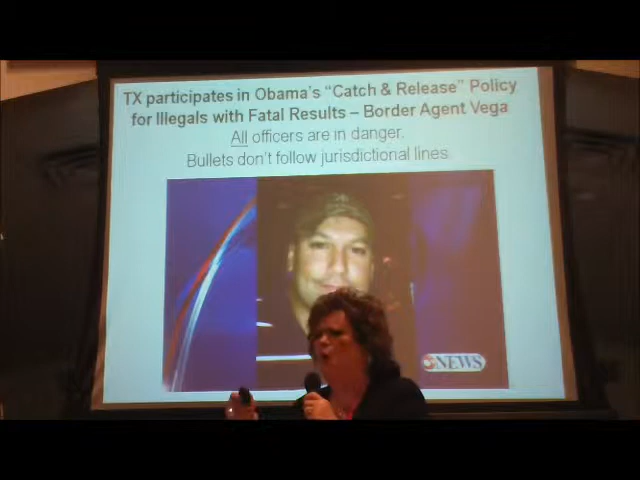 TX participates in Obama's "Catch & Release" Policy
for Illegals with Fatal Results – Border Agent Vega
All officers are in danger.
Bullets don't follow jurisdictional lines.
6 NEWS